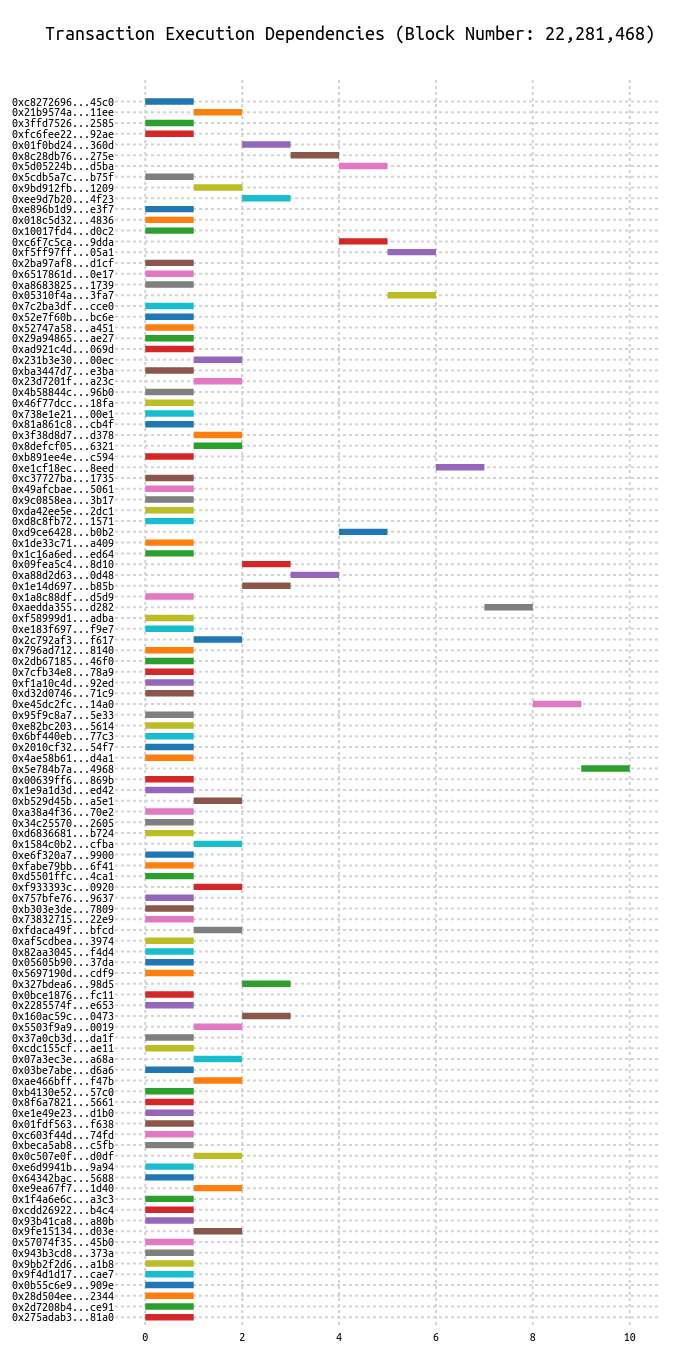 Transaction Execution Dependencies (Block Number: 22,281,468)
0xc8272696...45c0
0x21b9574a...11ee
0x3ffd7526...2585
0xfc6fee22...92ae
0x01f0bd24...360d
0x8c28db76...275e
0x5d05224b...d5ba
0x5cdb5a7c...b75f
0x9bd912fb...1209
0xee9d7b20...4f23
0xe896b1d9...e3f7
0x018c5d32...4836
0x10017fd4...d0c2
0xc6f7c5ca...9dda
0xf5ff97ff...05a1
0x2ba97af8...d1cf
0x6517861d...0e17
0xa8683825...1739
0x05310f4a...3fa7
0x7c2ba3df...cce0
0x52e7f60b...bc6e
0x52747a58...a451
0x29a94865...ae27
0xad921c4d...069d
0x231b3e30...00ec
0xba3447d7...e3ba
0x23d7201f...a23c
0x4b58844c...96b0
0x46f77dcc...18fa
0x738e1e21...00e1
0x81a861c8...cb4f
0x3f38d8d7...d378
0x8defcf05...6321
0xb891ee4e...c594
0xe1cf18ec...8eed
0xc37727ba...1735
0x49afcbae...5061
0x9c0858ea...3b17
0xda42ee5e...2dc1
0xd8c8fb72...1571
0xd9ce6428...b0b2
0x1de33c71...a409
0x1c16a6ed...ed64
0x09fea5c4...8d10
0xa88d2d63...0d48
0x1e14d697...b85b
0x1a8c88df...d5d9
0xaedda355...d282
0xf58999d1...adba
0xe183f697...f9e7
0x2c792af3...f617
0x796ad712...8140
0x2db67185...46f0
0x7cfb34e8...78a9
0xf1a10c4d...92ed
0xd32d0746...71c9
0xe45dc2fc...14a0
0x95f9c8a7...5e33
0xe82bc203...5614
0x6bf440eb...77c3
0x2010cf32...54f7
0x4ae58b61...d4a1
0x5e784b7a...4968
0x00639ff6...869b
0x1e9a1d3d...ed42
0xb529d45b...a5e1
0xa38a4f36...70e2
0x34c25570...2605
0xd6836681...b724
0x1584c0b2...cfba
0xe6f320a7...9900
0xfabe79bb...6f41
0xd5501ffc...4ca1
0xf933393c...0920
0x757bfe76...9637
0xb303e3de...7809
0x73832715...22e9
0xfdaca49f...bfcd
0xaf5cdbea...3974
0x82aa3045...f4d4
0x05605b90...37da
0x5697190d...cdf9
0x327bdea6...98d5
0x0bce1876...fc11
0x2285574f...e653
0x160ac59c...0473
0x5503f9a9...0019
0x37a0cb3d...da1f
0xcdc155cf...ae11
0x07a3ec3e...a68a
0x03be7abe...d6a6
0xae466bff...f47b
0xb4130e52...57c0
0x8f6a7821...5661
0xe1e49e23...d1b0
0x01fdf563...f638
0xc603f44d...74fd
0xbeca5ab8...c5fb
0x0c507e0f...d0df
0xe6d9941b...9a94
0x64342bac...5688
0xe9ea67f7...1d40
0x1f4a6e6c...a3c3
0xcdd26922...b4c4
0x93b41ca8...a80b
0x9fe15134...d03e
0x57074f35...45b0
0x943b3cd8...373a
0x9bb2f2d6...a1b8
0x9f4d1d17...cae7
0x0b55c6e9...909e
0x28d504ee...2344
0x2d7208b4...ce91
0x275adab3...81a0
0 2 4 6 8 10